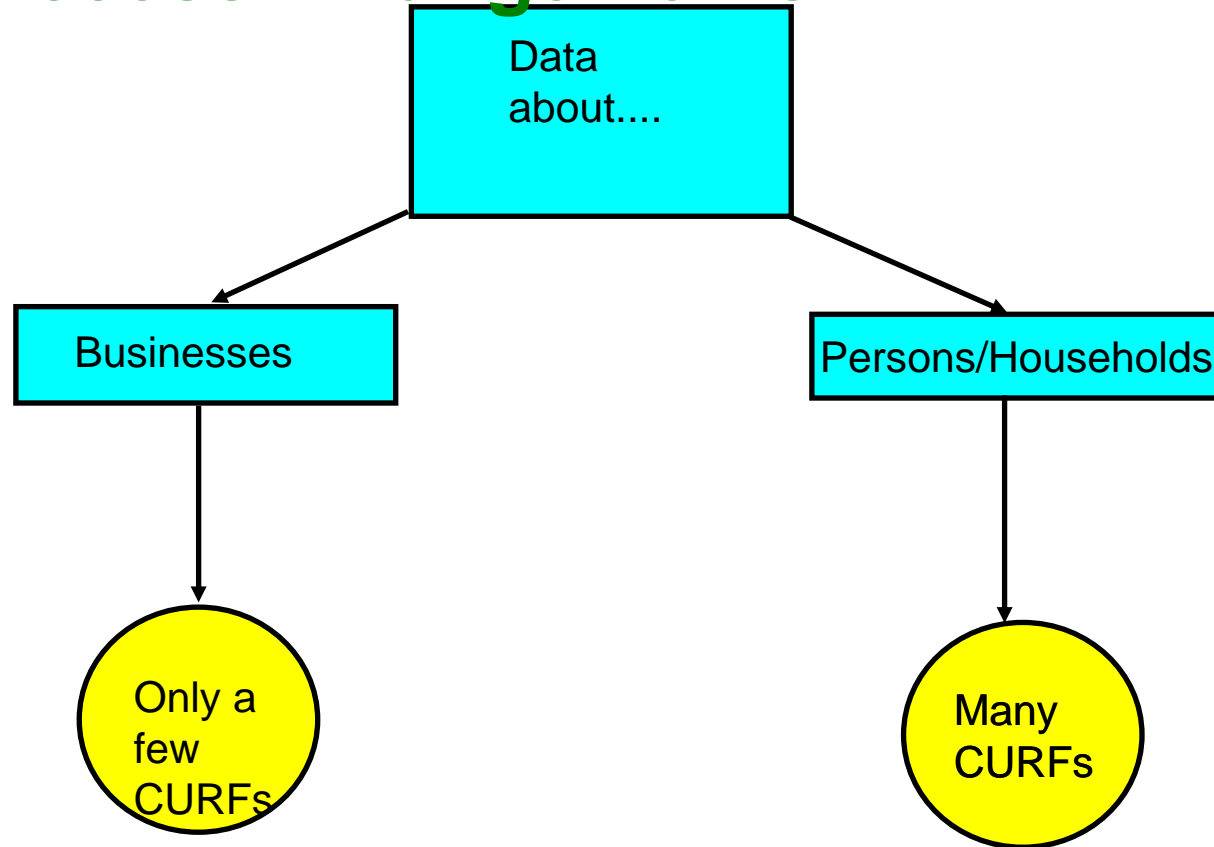 Data
about....
Businesses
Persons/Households
Only a
few
CURFs
Many
CURFs